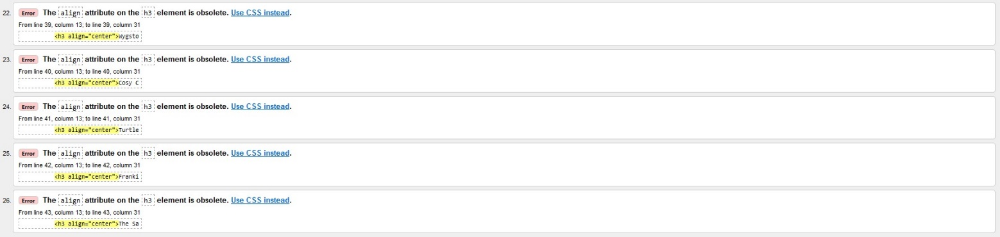 22. Error The align attribute on the h3 element is obsolete. Use CSS instead.
From line 39, column 13; to line 39, column 31
<h3 align="center">Wygsto
23. Error The align attribute on the h3 element is obsolete. Use CSS instead.
From line 40, column 13; to line 40, column 31
<h3 align="center">Cosy C
24. Error The align attribute on the h3 element is obsolete. Use CSS instead.
From line 41, column 13; to line 41, column 31
<h3 align="center">Turtle
25. Error The align attribute on the h3 element is obsolete. Use CSS instead.
From line 42, column 13; to line 42, column 31
<h3 align="center">Franki
26. Error The align attribute on the h3 element is obsolete. Use CSS instead.
From line 43, column 13; to line 43, column 31
<h3 align="center">The Sa